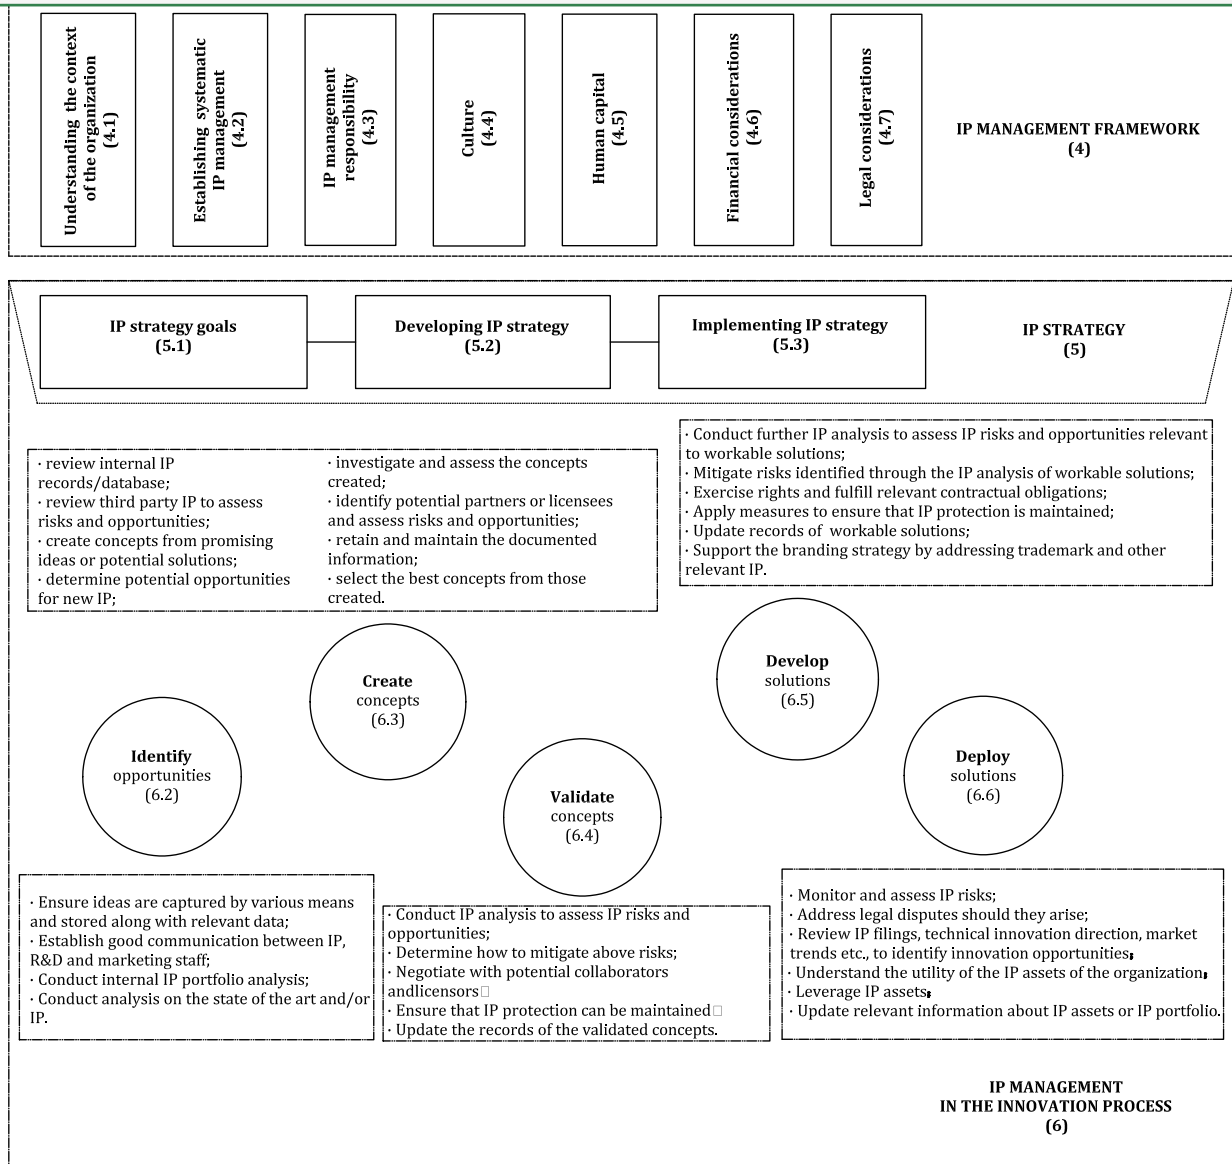 Understanding the context
of the organization
(4.1)
Establishing systematic
IP management
(4.2)
IP management
responsibility
(4.3)
Culture
(4.4)
Human capital
(4.5)
Financial considerations
(4.6)
Legal considerations
(4.7)
IP MANAGEMENT FRAMEWORK
(4)
IP strategy goals
(5.1)
Developing IP strategy
(5.2)
Implementing IP strategy
(5.3)
IP STRATEGY
(5)
· review internal IP
records/database;
· review third party IP to assess
risks and opportunities;
· create concepts from promising
ideas or potential solutions;
· determine potential opportunities
for new IP;
· investigate and assess the concepts
created;
· identify potential partners or licensees
and assess risks and opportunities;
· retain and maintain the documented
information;
· select the best concepts from those
created.
· Conduct further IP analysis to assess IP risks and opportunities relevant
to workable solutions;
· Mitigate risks identified through the IP analysis of workable solutions;
· Exercise rights and fulfill relevant contractual obligations;
· Apply measures to ensure that IP protection is maintained;
· Update records of workable solutions;
· Support the branding strategy by addressing trademark and other
relevant IP.
Identify
opportunities
(6.2)
Create
concepts
(6.3)
Validate
concepts
(6.4)
Develop
solutions
(6.5)
Deploy
solutions
(6.6)
· Ensure ideas are captured by various means
and stored along with relevant data;
· Establish good communication between IP,
R&D and marketing staff;
· Conduct internal IP portfolio analysis;
· Conduct analysis on the state of the art and/or
IP.
· Conduct IP analysis to assess IP risks and
opportunities;
· Determine how to mitigate above risks;
· Negotiate with potential collaborators
andlicensors□
· Ensure that IP protection can be maintained□
· Update the records of the validated concepts.
· Monitor and assess IP risks;
· Address legal disputes should they arise;
· Review IP filings, technical innovation direction, market
trends etc., to identify innovation opportunities;
· Understand the utility of the IP assets of the organization;
· Leverage IP assets;
· Update relevant information about IP assets or IP portfolio.
IP MANAGEMENT
IN THE INNOVATION PROCESS
(6)